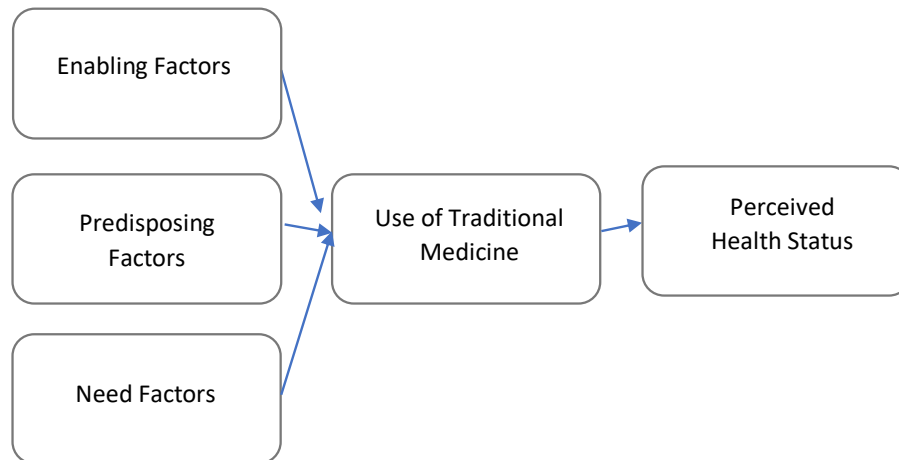 Enabling Factors
Predisposing
Factors
Need Factors
Use of Traditional
Medicine
Perceived
Health Status